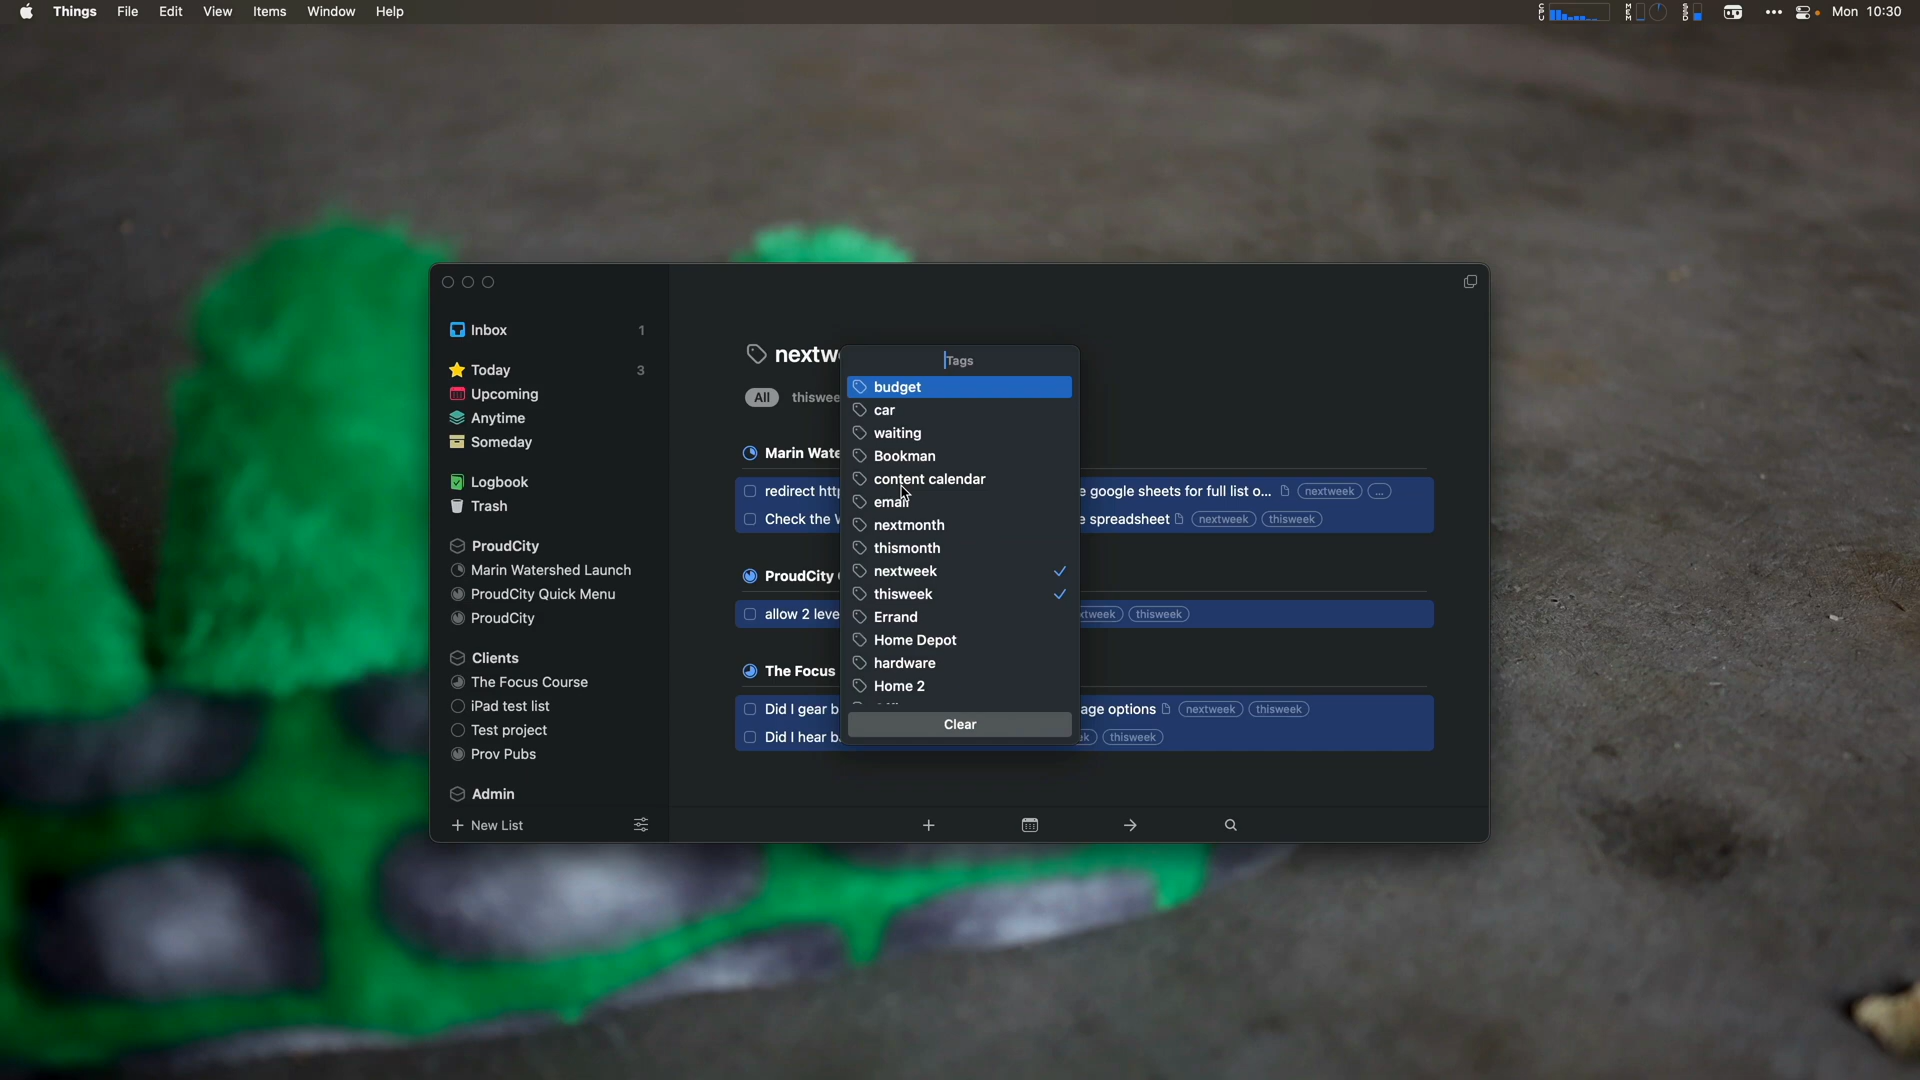 Things File Edit View Items Window Help
CPU MEM SSD Mon 10:30
Inbox 1
Today 3
Upcoming
Anytime
Someday
Logbook
Trash
ProudCity
Marin Watershed Launch
ProudCity Quick Menu
ProudCity
Clients
The Focus Course
iPad test list
Test project
Prov Pubs
Admin
New List
nextw
All thiswee
Marin Wate
redirect http
e google sheets for full list o... nextweek ...
Check the
e spreadsheet nextweek thisweek
ProudCity
allow 2 leve
thisweek
The Focus
Did I gear b
age options nextweek thisweek
Did I hear b
thisweek
Tags
budget
car
waiting
Bookman
content calendar
email
nextmonth
thismonth
nextweek
thisweek
Errand
Home Depot
hardware
Home 2
Clear